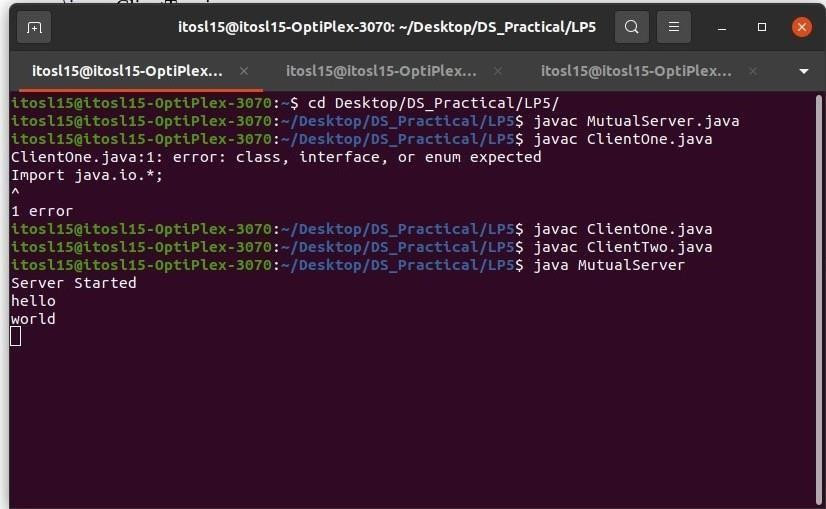 itosl15@itosl15-OptiPlex-3070: ~/Desktop/DS_Practical/LP5
itosl15@itosl15-OptiPlex... × itosl15@itosl15-OptiPlex... × itosl15@itosl15-OptiPlex... ×
itosl15@itosl15-OptiPlex-3070:~$ cd Desktop/DS_Practical/LP5/
itosl15@itosl15-OptiPlex-3070:~/Desktop/DS_Practical/LP5$ javac MutualServer.java
itosl15@itosl15-OptiPlex-3070:~/Desktop/DS_Practical/LP5$ javac ClientOne.java
ClientOne.java:1: error: class, interface, or enum expected
Import java.io.*;
^
1 error
itosl15@itosl15-OptiPlex-3070:~/Desktop/DS_Practical/LP5$ javac ClientOne.java
itosl15@itosl15-OptiPlex-3070:~/Desktop/DS_Practical/LP5$ javac ClientTwo.java
itosl15@itosl15-OptiPlex-3070:~/Desktop/DS_Practical/LP5$ java MutualServer
Server Started
hello
world